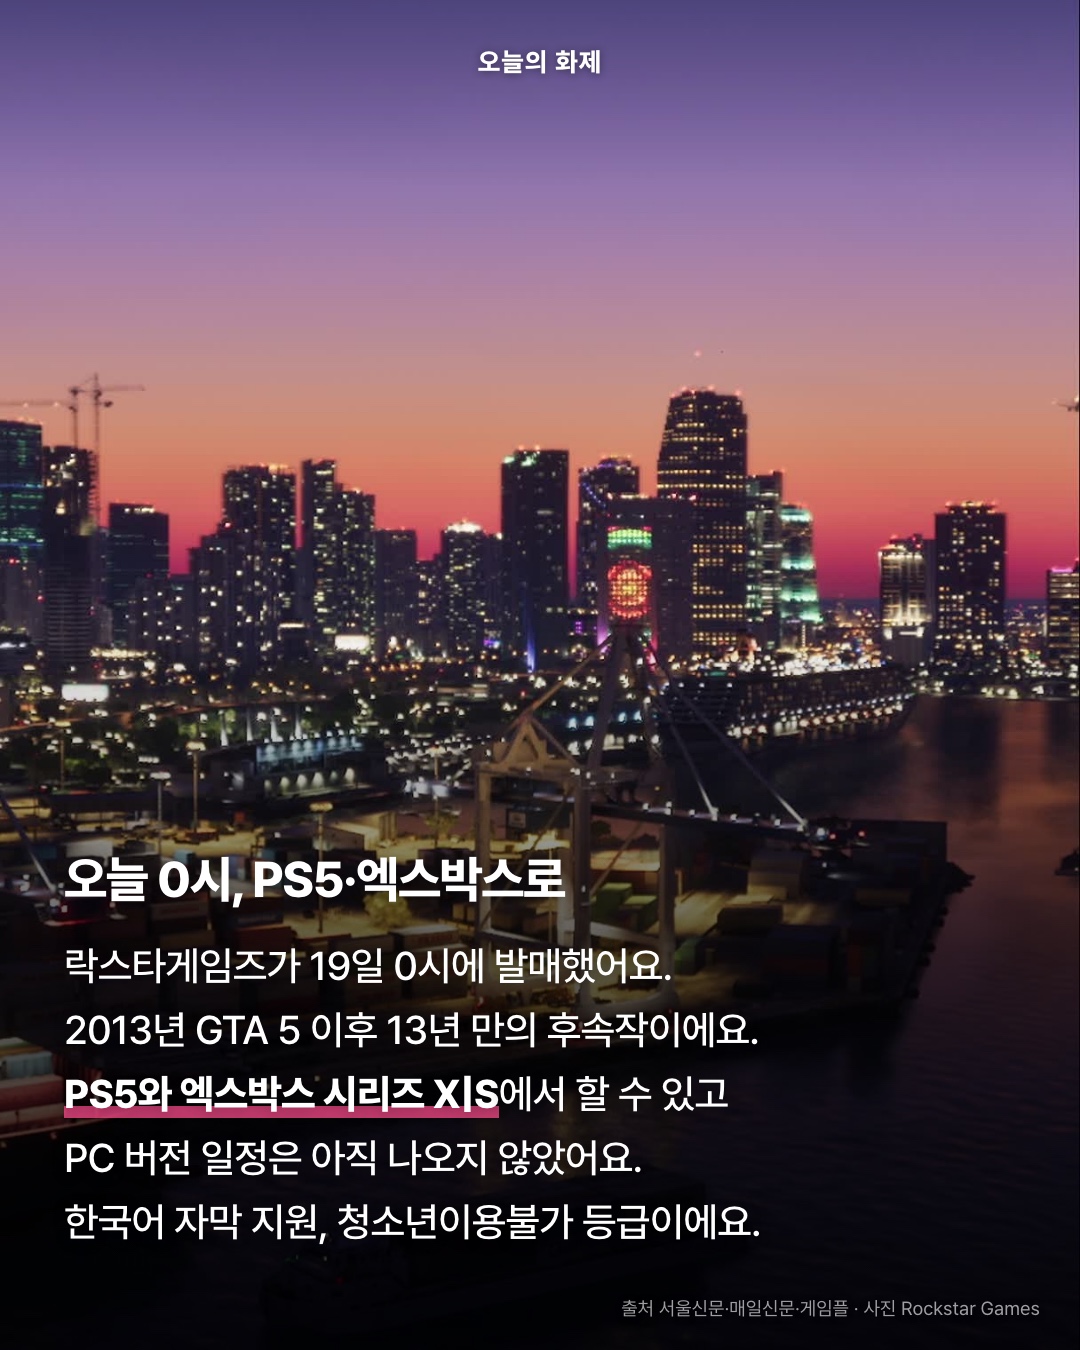 오늘의 화제
오늘 0시, PS5·엑스박스로
락스타게임즈가 19일 0시에 발매했어요.
2013년 GTA 5 이후 13년 만의 후속작이에요.
PS5와 엑스박스 시리즈 X|S에서 할 수 있고
PC 버전 일정은 아직 나오지 않았어요.
한국어 자막 지원, 청소년이용불가 등급이에요.
출처 서울신문·매일신문·게임플 · 사진 Rockstar Games